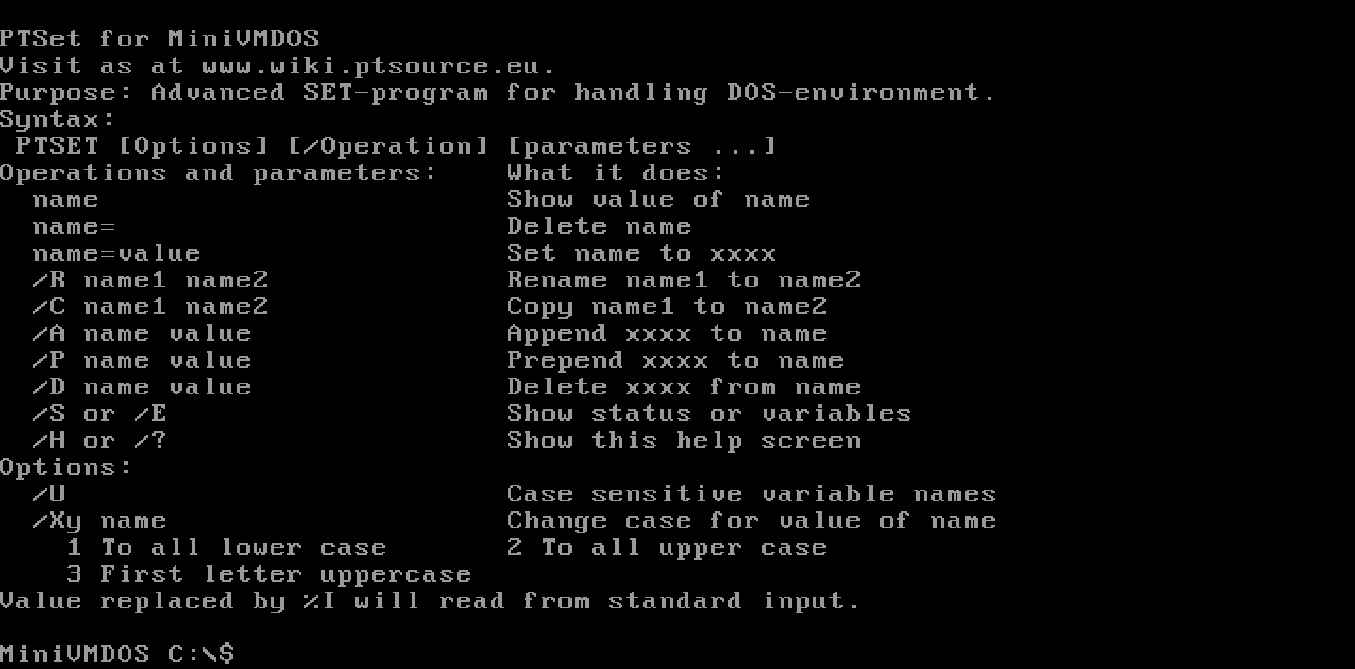 PTSet for MiniVMDOS
Visit as at www.wiki.ptsource.eu.
Purpose: Advanced SET-program for handling DOS-environment.
Syntax:
 PTSET [Options] [/Operation] [parameters ...]
Operations and parameters:    What it does:
  name                        Show value of name
  name=                       Delete name
  name=value                  Set name to xxxx
  /R name1 name2              Rename name1 to name2
  /C name1 name2              Copy name1 to name2
  /A name value               Append xxxx to name
  /P name value               Prepend xxxx to name
  /D name value               Delete xxxx from name
  /S or /E                    Show status or variables
  /H or /?                    Show this help screen
Options:
  /U                          Case sensitive variable names
  /Xy name                    Change case for value of name
    1 To all lower case       2 To all upper case
    3 First letter uppercase
Value replaced by %I will read from standard input.
MiniVMDOS C:\$